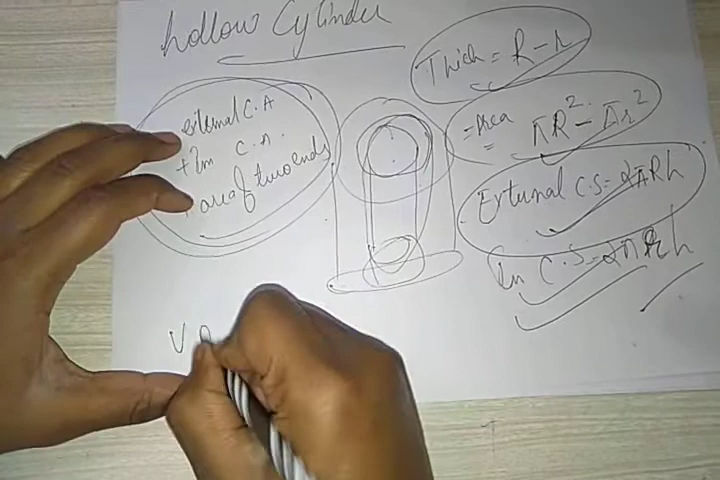 hollow Cylinder
Thick = R - r
external C.A
+ In C.A.
area of two ends
= Area πR² - πr²
External C.S = 2πRh
In C.S = 2πrh
V